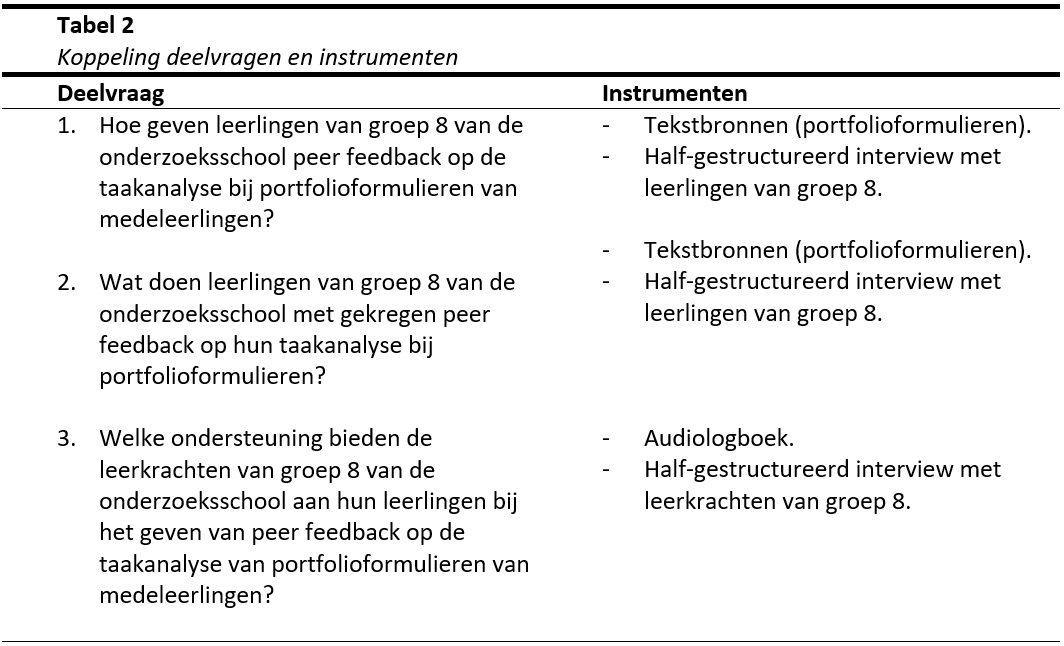 Tabel 2
Koppeling deelvragen en instrumenten
Deelvraag
Instrumenten
1. Hoe geven leerlingen van groep 8 van de
onderzoeksschool peer feedback op de
taakanalyse bij portfolioformulieren van
medeleerlingen?
- Tekstbronnen (portfolioformulieren).
- Half-gestructureerd interview met
leerlingen van groep 8.
2. Wat doen leerlingen van groep 8 van de
onderzoeksschool met gekregen peer
feedback op hun taakanalyse bij
portfolioformulieren?
- Tekstbronnen (portfolioformulieren).
- Half-gestructureerd interview met
leerlingen van groep 8.
3. Welke ondersteuning bieden de
leerkrachten van groep 8 van de
onderzoeksschool aan hun leerlingen bij
het geven van peer feedback op de
taakanalyse van portfolioformulieren van
medeleerlingen?
- Audiologboek.
- Half-gestructureerd interview met
leerkrachten van groep 8.